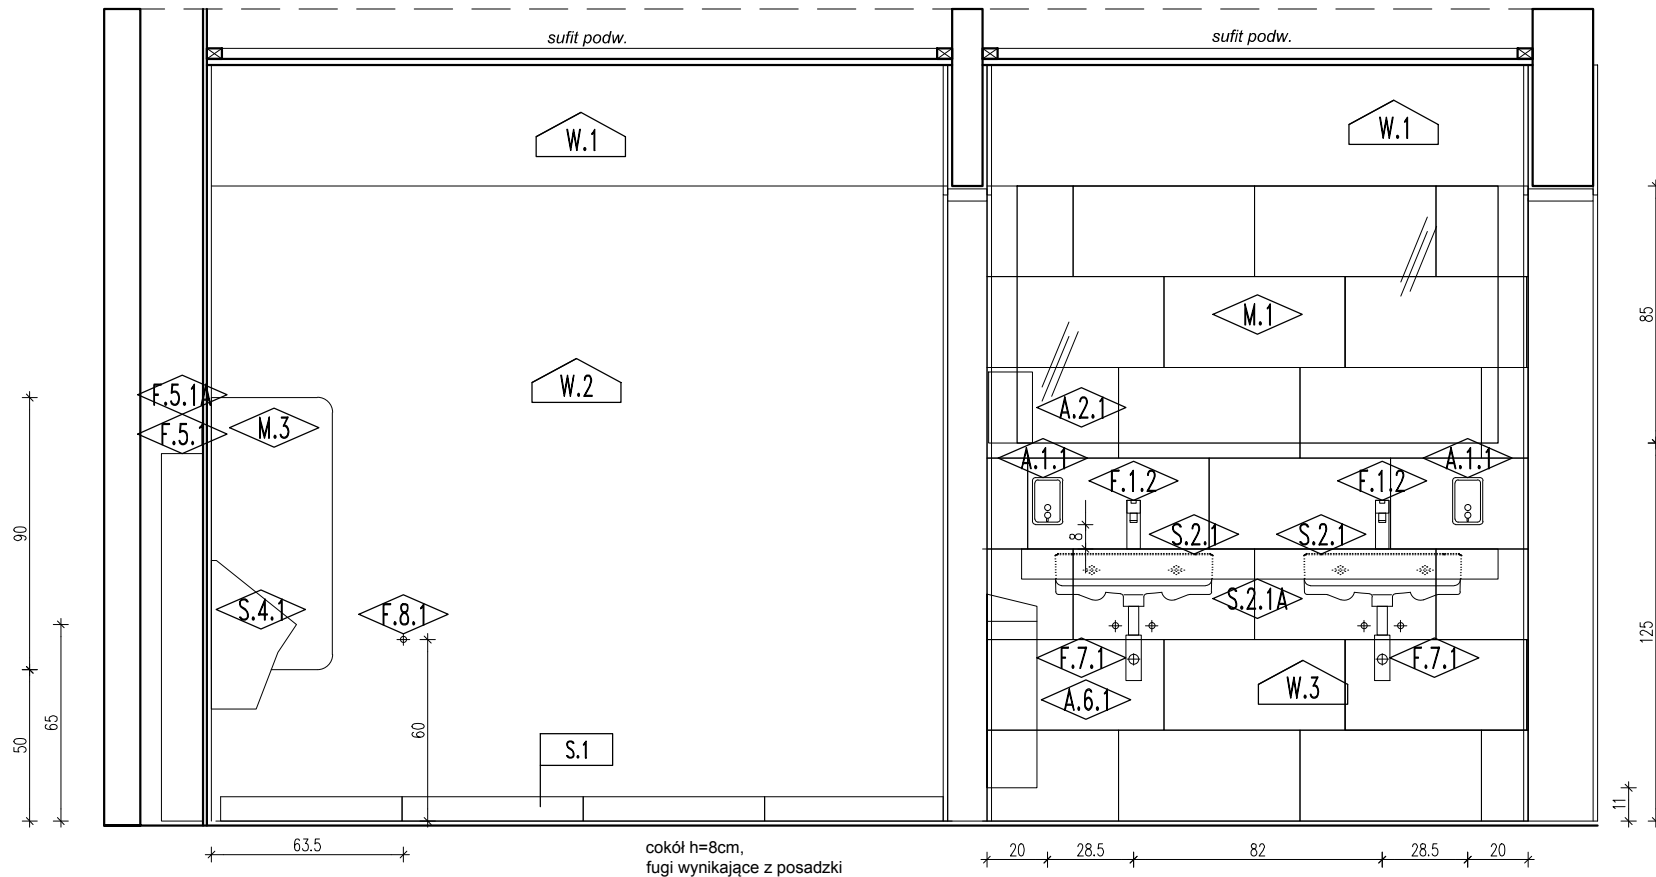 sufit podw.
sufit podw.
W.1
W.1
M.1
W.2
F.5.1A
F.5.1
M.3
A.2.1
A.1.1
A.1.1
F.1.2
F.1.2
S.2.1
S.2.1
8
S.2.1A
S.4.1
F.8.1
F.7.1
F.7.1
A.6.1
W.3
S.1
90
50
65
60
85
125
11
63.5
20
28.5
82
28.5
20
cokół h=8cm,
fugi wynikające z posadzki